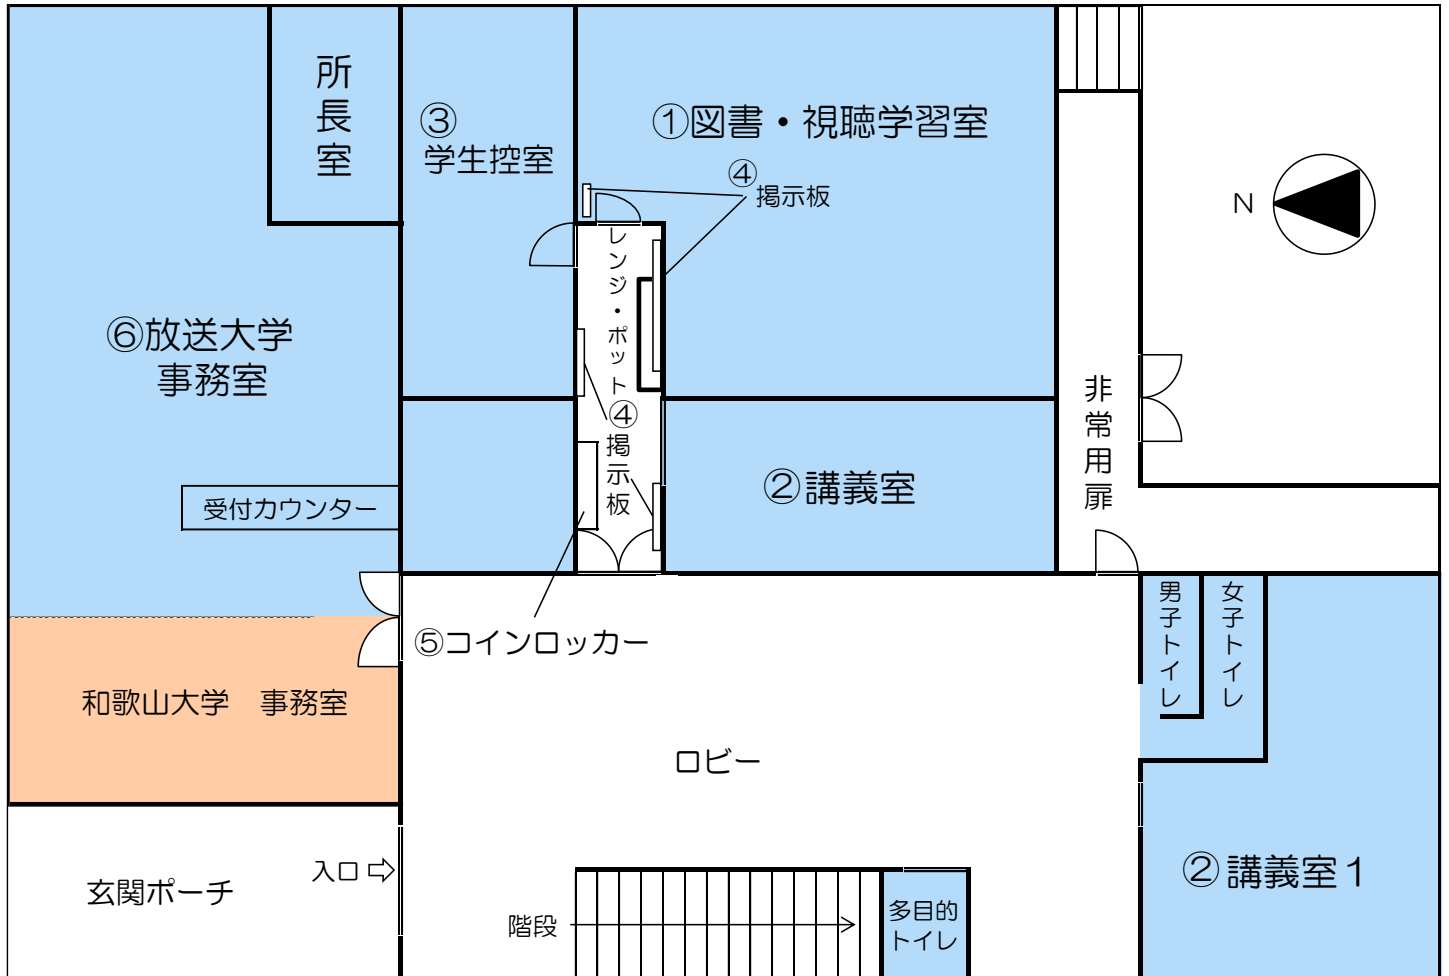 所長室
③
学生控室
①図書・視聴学習室
④
掲示板
N
レンジ・ポット
⑥放送大学
事務室
④
掲示板
非常用扉
②講義室
受付カウンター
⑤コインロッカー
男子トイレ
女子トイレ
和歌山大学 事務室
ロビー
入口⇨
玄関ポーチ
②講義室1
階段
多目的
トイレ